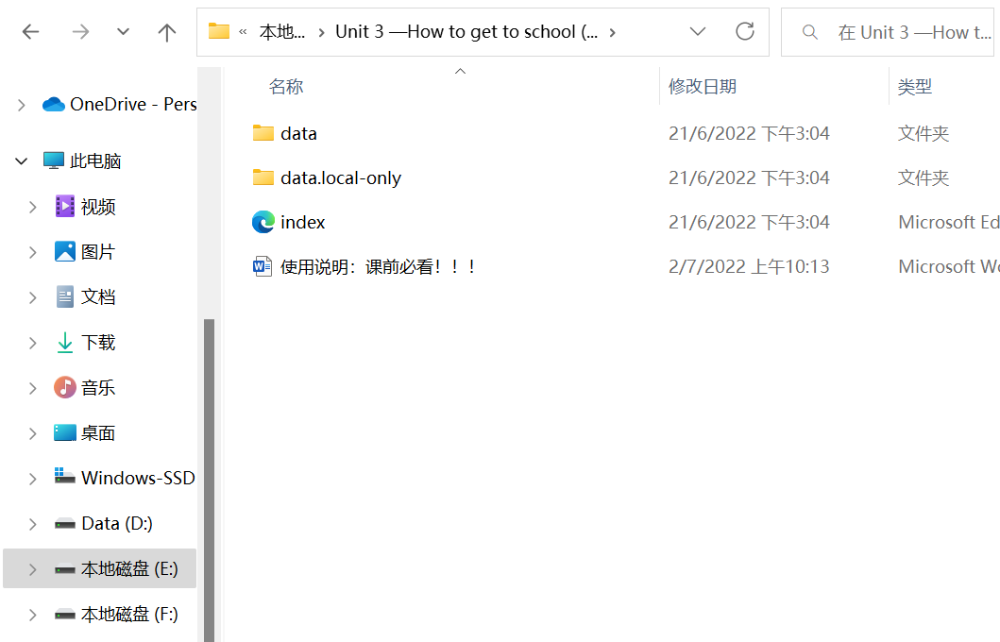 « 本地... › Unit 3 —How to get to school (... ›
在 Unit 3 —How t...
OneDrive - Pers
此电脑
视频
图片
文档
下载
音乐
桌面
Windows-SSD
Data (D:)
本地磁盘 (E:)
本地磁盘 (F:)
名称 修改日期 类型
data 21/6/2022 下午3:04 文件夹
data.local-only 21/6/2022 下午3:04 文件夹
index 21/6/2022 下午3:04 Microsoft Ed
使用说明：课前必看！！！ 2/7/2022 上午10:13 Microsoft Wo